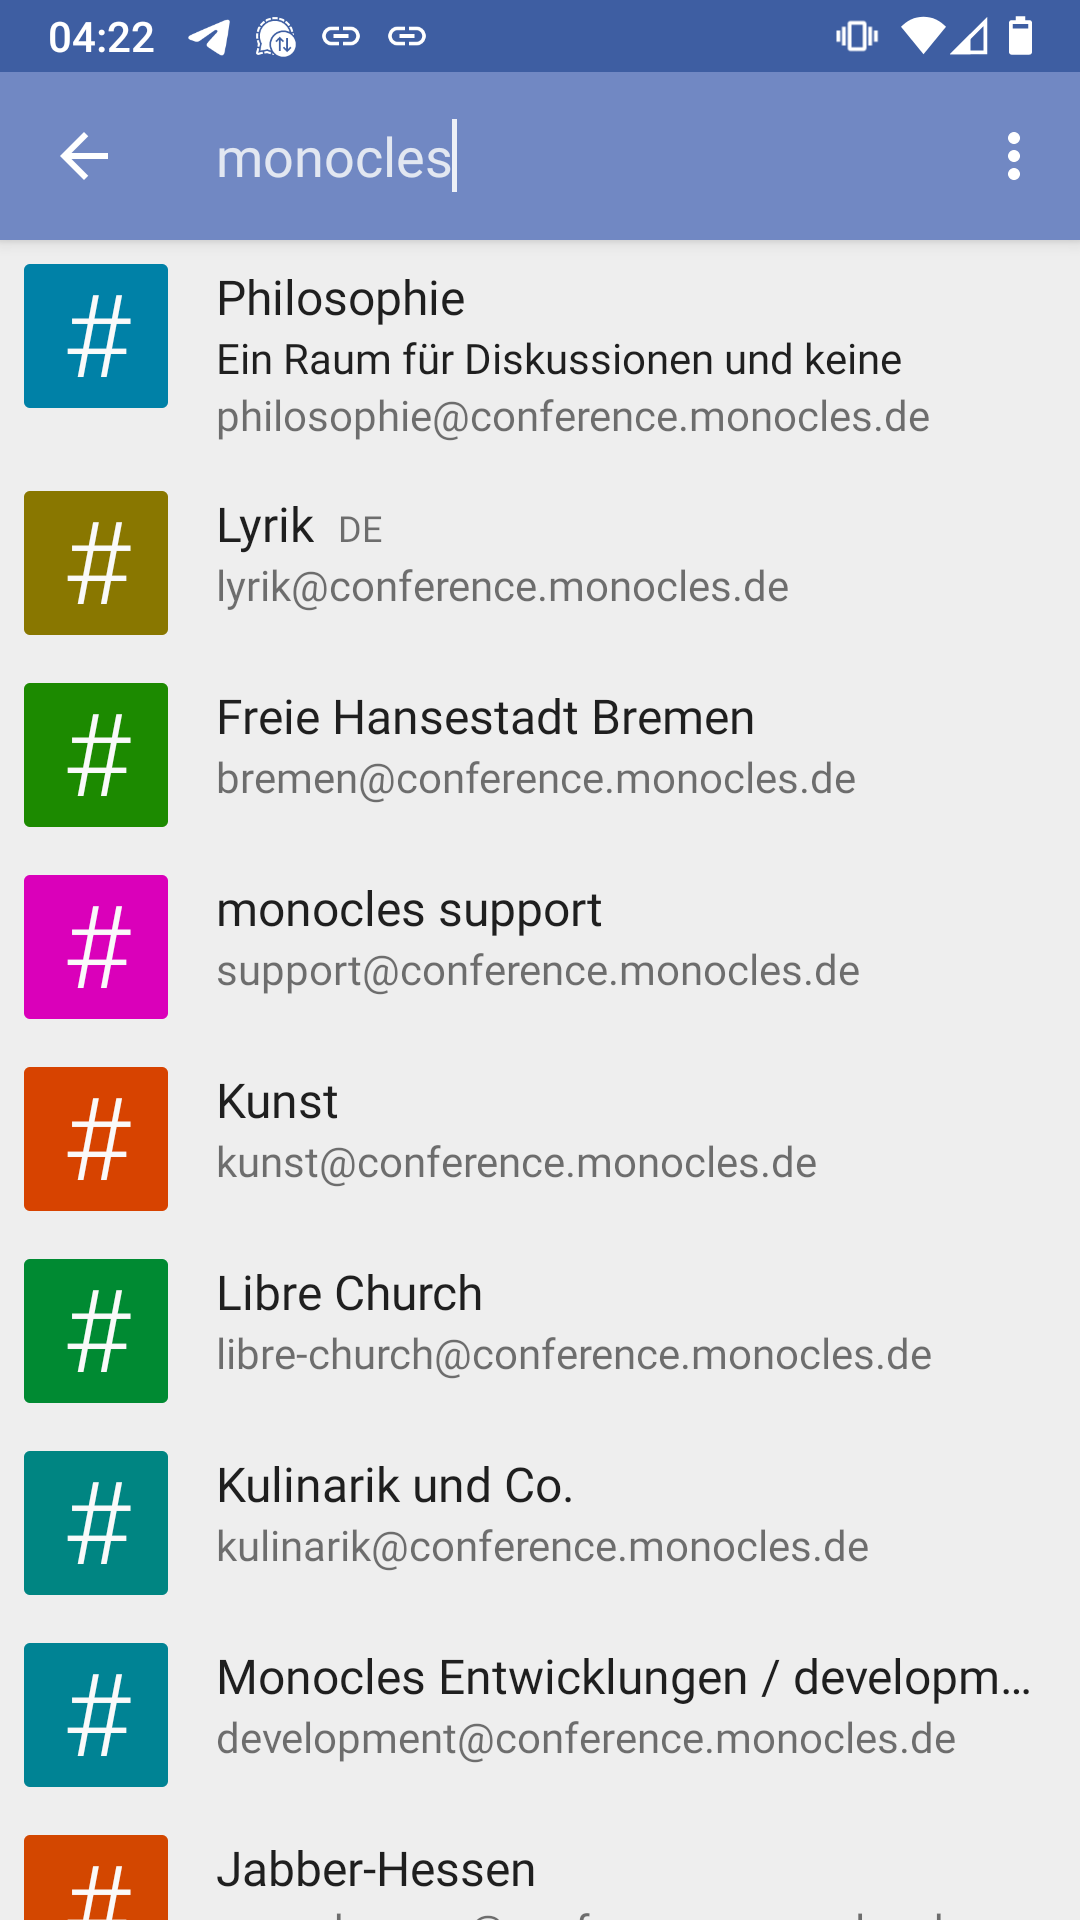 04:22
monocles
#
Philosophie
Ein Raum für Diskussionen und keine
philosophie@conference.monocles.de
#
Lyrik DE
lyrik@conference.monocles.de
#
Freie Hansestadt Bremen
bremen@conference.monocles.de
#
monocles support
support@conference.monocles.de
#
Kunst
kunst@conference.monocles.de
#
Libre Church
libre-church@conference.monocles.de
#
Kulinarik und Co.
kulinarik@conference.monocles.de
#
Monocles Entwicklungen / developm...
development@conference.monocles.de
#
Jabber-Hessen